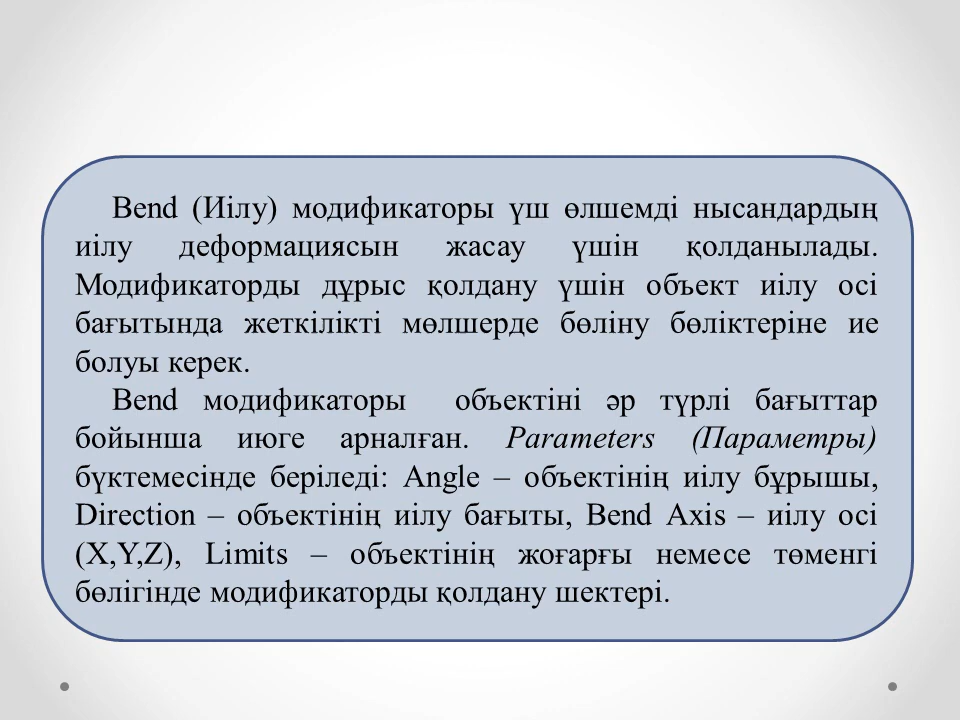 Bend (Иілу) модификаторы үш өлшемді нысандардың
иілу деформациясын жасау үшін қолданылады.
Модификаторды дұрыс қолдану үшін объект иілу осі
бағытында жеткілікті мөлшерде бөліну бөліктеріне ие
болуы керек.
Bend модификаторы объектіні әр түрлі бағыттар
бойынша июге арналған. Parameters (Параметры)
бүктемесінде беріледі: Angle – объектінің иілу бұрышы,
Direction – объектінің иілу бағыты, Bend Axis – иілу осі
(X,Y,Z), Limits – объектінің жоғарғы немесе төменгі
бөлігінде модификаторды қолдану шектері.